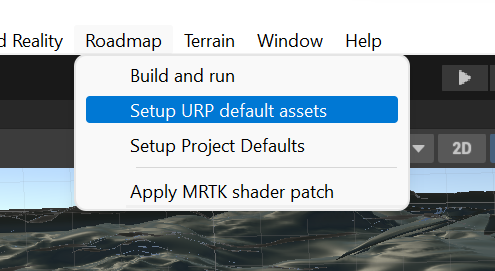 d Reality Roadmap Terrain Window Help
Build and run
Setup URP default assets
Setup Project Defaults
2D
Apply MRTK shader patch